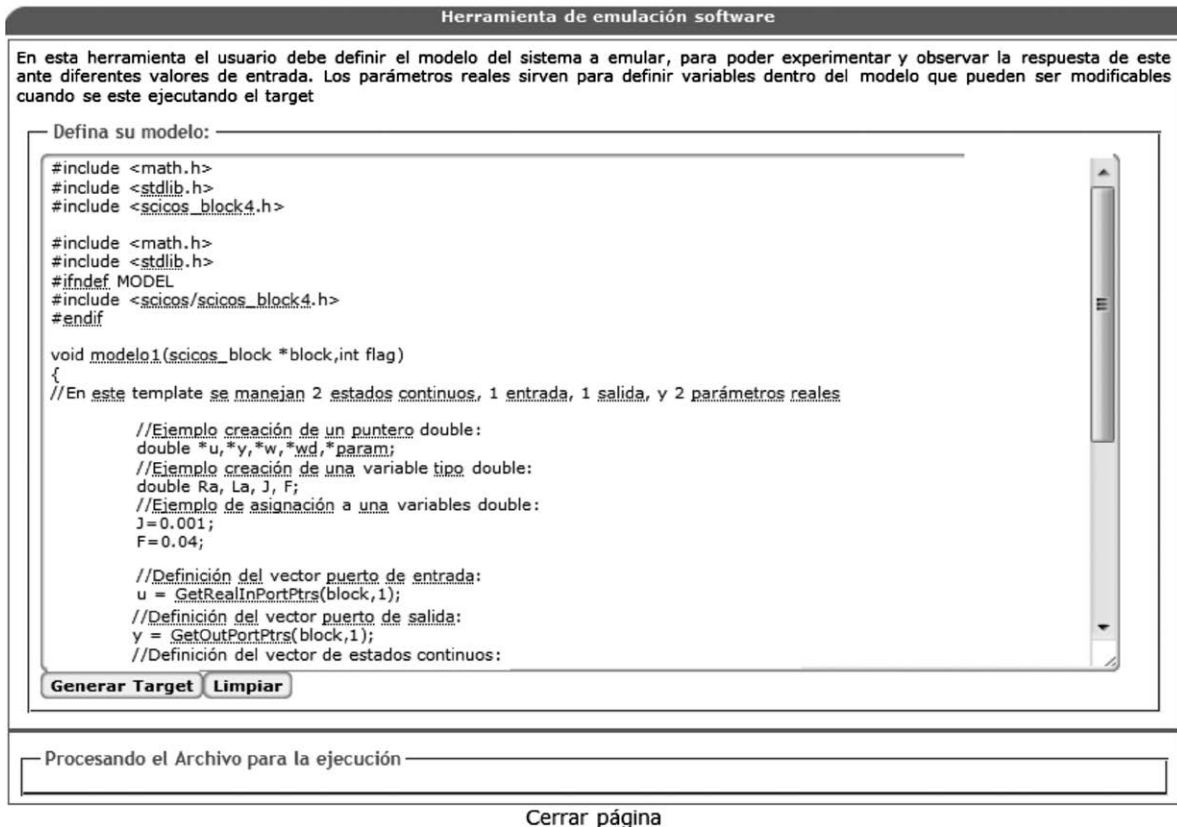 Herramienta de emulación software
En esta herramienta el usuario debe definir el modelo del sistema a emular, para poder experimentar y observar la respuesta de este
ante diferentes valores de entrada. Los parámetros reales sirven para definir variables dentro del modelo que pueden ser modificables
cuando se este ejecutando el target
Defina su modelo:
#include <math.h>
#include <stdlib.h>
#include <scicos_block4.h>
#include <math.h>
#include <stdlib.h>
#ifndef MODEL
#include <scicos/scicos_block4.h>
#endif
void modelo1(scicos_block *block,int flag)
{
//En este template se manejan 2 estados continuos, 1 entrada, 1 salida, y 2 parámetros reales
//Ejemplo creación de un puntero double:
double *u,*y,*w,*wd,*param;
//Ejemplo creación de una variable tipo double:
double Ra, La, J, F;
//Ejemplo de asignación a una variables double:
J=0.001;
F=0.04;
//Definición del vector puerto de entrada:
u = GetRealInPortPtrs(block,1);
//Definición del vector puerto de salida:
y = GetOutPortPtrs(block,1);
//Definición del vector de estados continuos:
Generar Target Limpiar
Procesando el Archivo para la ejecución
Cerrar página